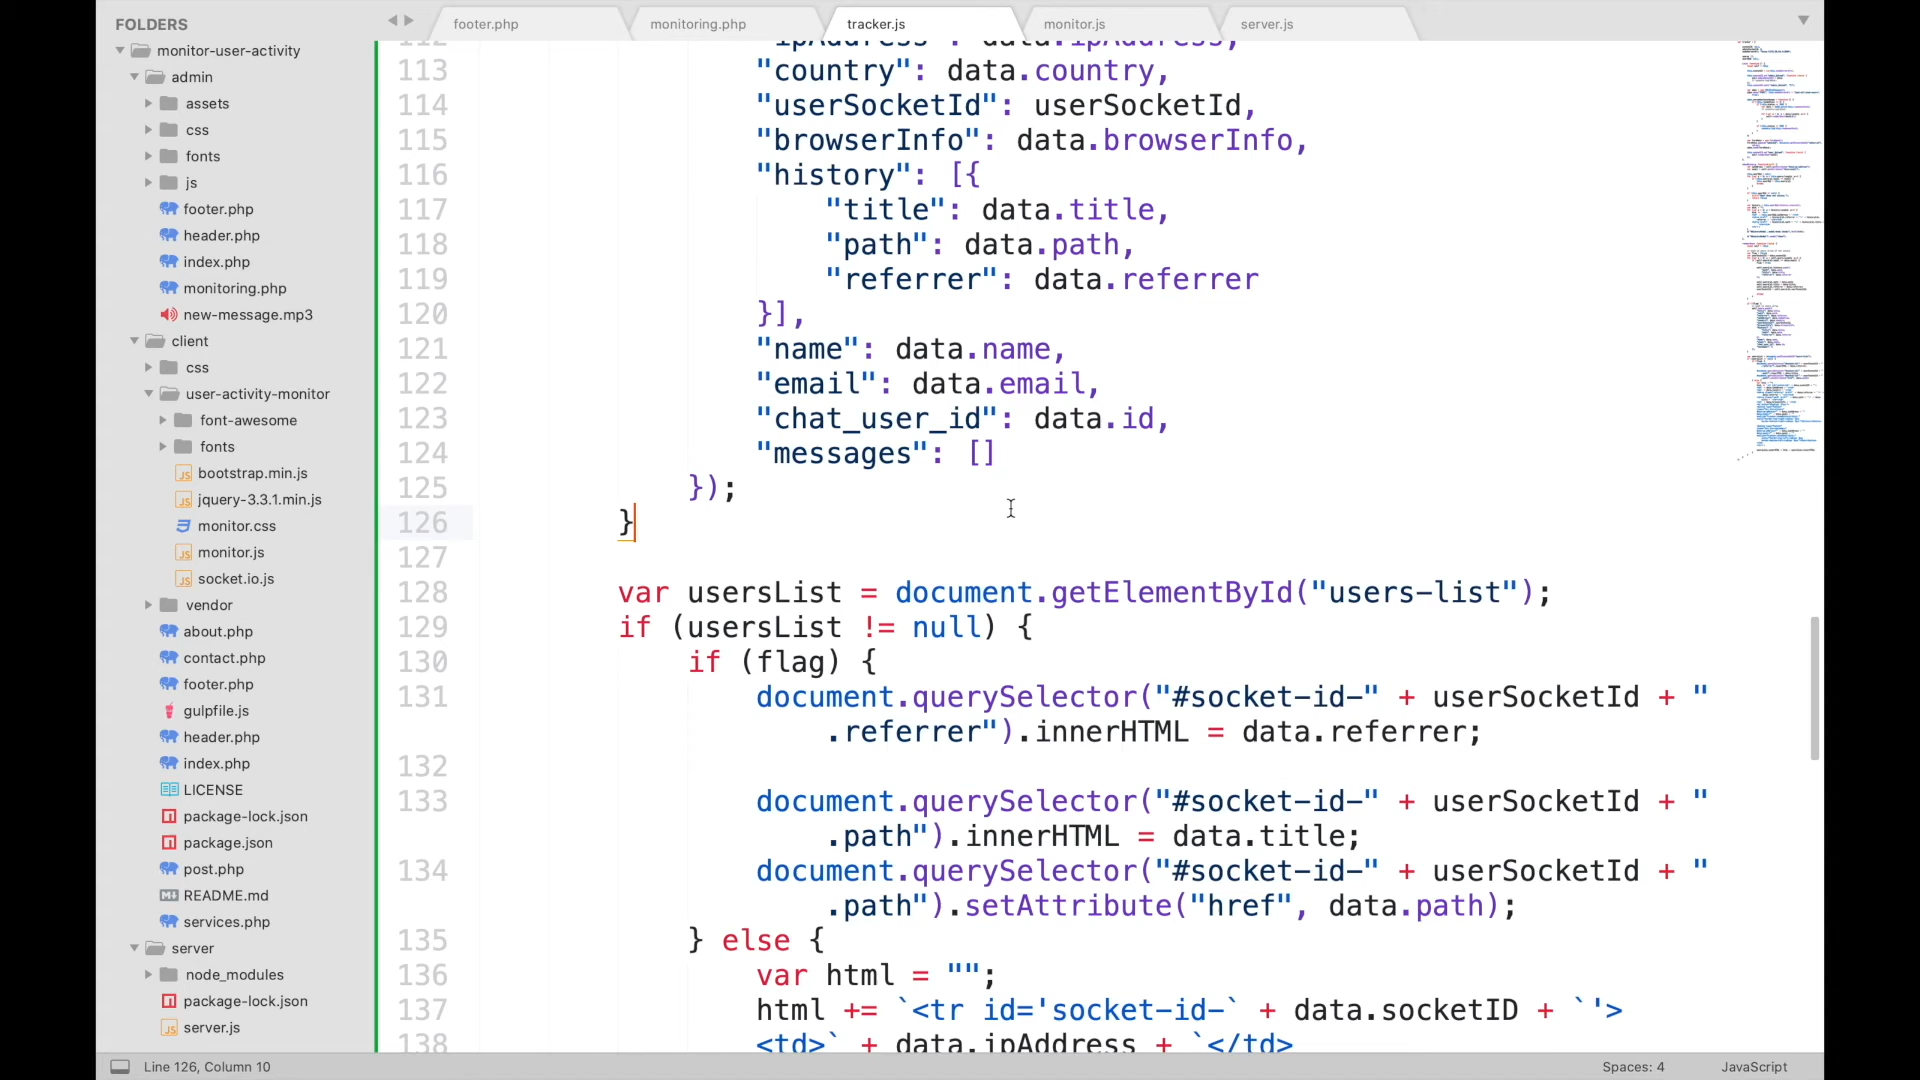 FOLDERS
monitor-user-activity
admin
assets
css
fonts
js
footer.php
header.php
index.php
monitoring.php
new-message.mp3
client
css
user-activity-monitor
font-awesome
fonts
bootstrap.min.js
jquery-3.3.1.min.js
monitor.css
monitor.js
socket.io.js
vendor
about.php
contact.php
footer.php
gulpfile.js
header.php
index.php
LICENSE
package-lock.json
package.json
post.php
README.md
services.php
server
node_modules
package-lock.json
server.js
footer.php monitoring.php tracker.js monitor.js server.js
112 "ipAddress": data.ipAddress,
113 "country": data.country,
114 "userSocketId": userSocketId,
115 "browserInfo": data.browserInfo,
116 "history": [{
117 "title": data.title,
118 "path": data.path,
119 "referrer": data.referrer
120 }],
121 "name": data.name,
122 "email": data.email,
123 "chat_user_id": data.id,
124 "messages": []
125 });
126 }
127
128 var usersList = document.getElementById("users-list");
129 if (usersList != null) {
130 if (flag) {
131 document.querySelector("#socket-id-" + userSocketId + "
.referrer").innerHTML = data.referrer;
132
133 document.querySelector("#socket-id-" + userSocketId + "
.path").innerHTML = data.title;
134 document.querySelector("#socket-id-" + userSocketId + "
.path").setAttribute("href", data.path);
135 } else {
136 var html = "";
137 html += `<tr id='socket-id-` + data.socketID + `'>
138 <td>` + data.ipAddress + `</td>
Line 126, Column 10
Spaces: 4
JavaScript